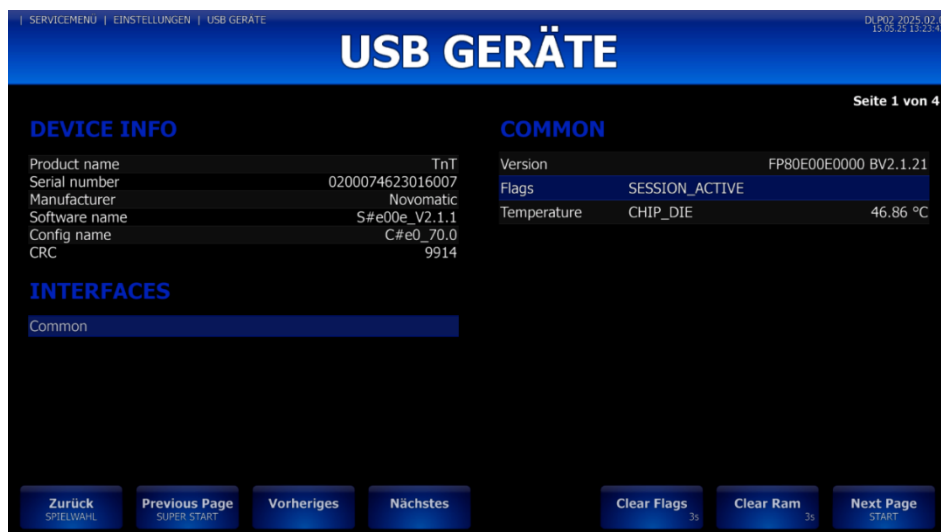 | SERVICEMENÜ | EINSTELLUNGEN | USB GERÄTE
DLP02 2025.02.
15.05.25 13:23:4
USB GERÄTE
Seite 1 von 4
DEVICE INFO
Product name TnT
Serial number 0200074623016007
Manufacturer Novomatic
Software name S#e00e_V2.1.1
Config name C#e0_70.0
CRC 9914
INTERFACES
Common
COMMON
Version FP80E00E0000 BV2.1.21
Flags SESSION_ACTIVE
Temperature CHIP_DIE 46.86 °C
Zurück
SPIELWAHL
Previous Page
SUPER START
Vorheriges
Nächstes
Clear Flags
3s
Clear Ram
3s
Next Page
START